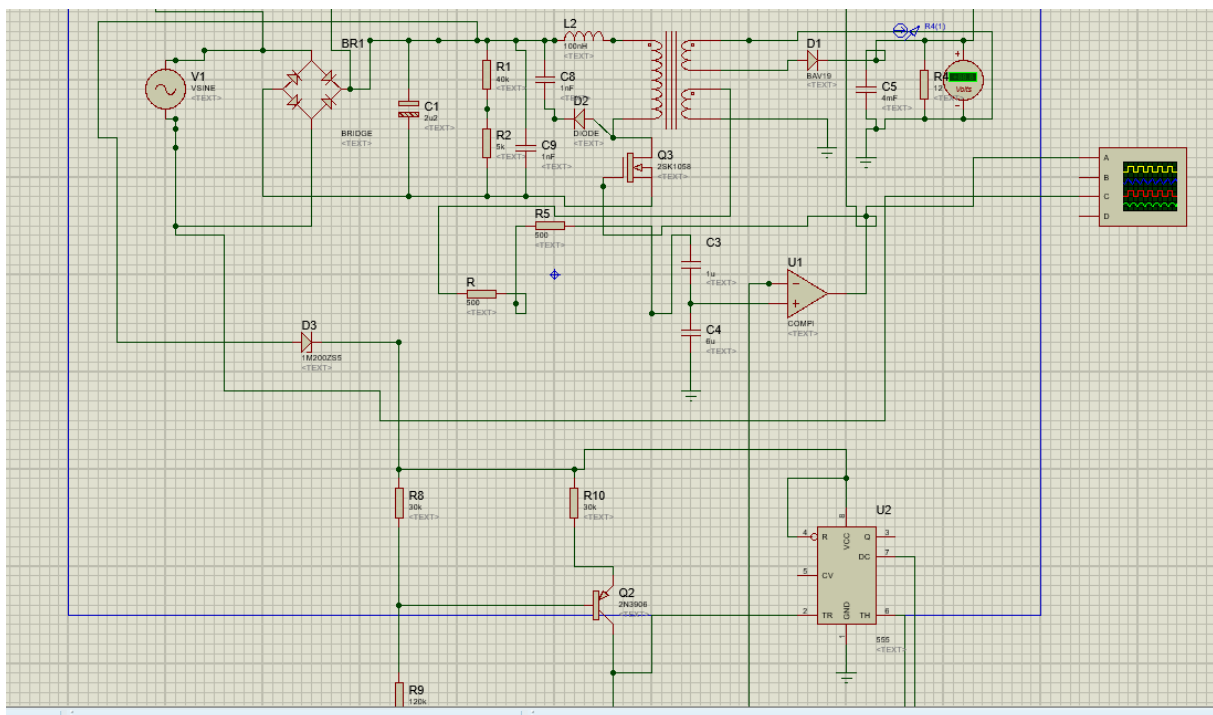 L2
100nH
<TEXT>
R4(1)
BR1
D1
BAV19
<TEXT>
V1
VSINE
<TEXT>
R1
40k
<TEXT>
C8
1nF
<TEXT>
C5
4mF
<TEXT>
R4
12
<TEXT>
+
Volts
-
C1
2u2
<TEXT>
D2
DIODE
<TEXT>
BRIDGE
<TEXT>
R2
5k
<TEXT>
C9
1nF
<TEXT>
Q3
2SK1058
<TEXT>
A
B
C
D
R5
500
<TEXT>
C3
1u
<TEXT>
U1
COMPI
<TEXT>
R
500
<TEXT>
D3
<TEXT>
C4
6u
<TEXT>
R8
30k
<TEXT>
R10
30k
<TEXT>
U2
8
4
R
VCC
Q
3
DC
7
5
CV
2
TR
GND
TH
6
1
555
<TEXT>
Q2
2N3906
<TEXT>
R9
120k